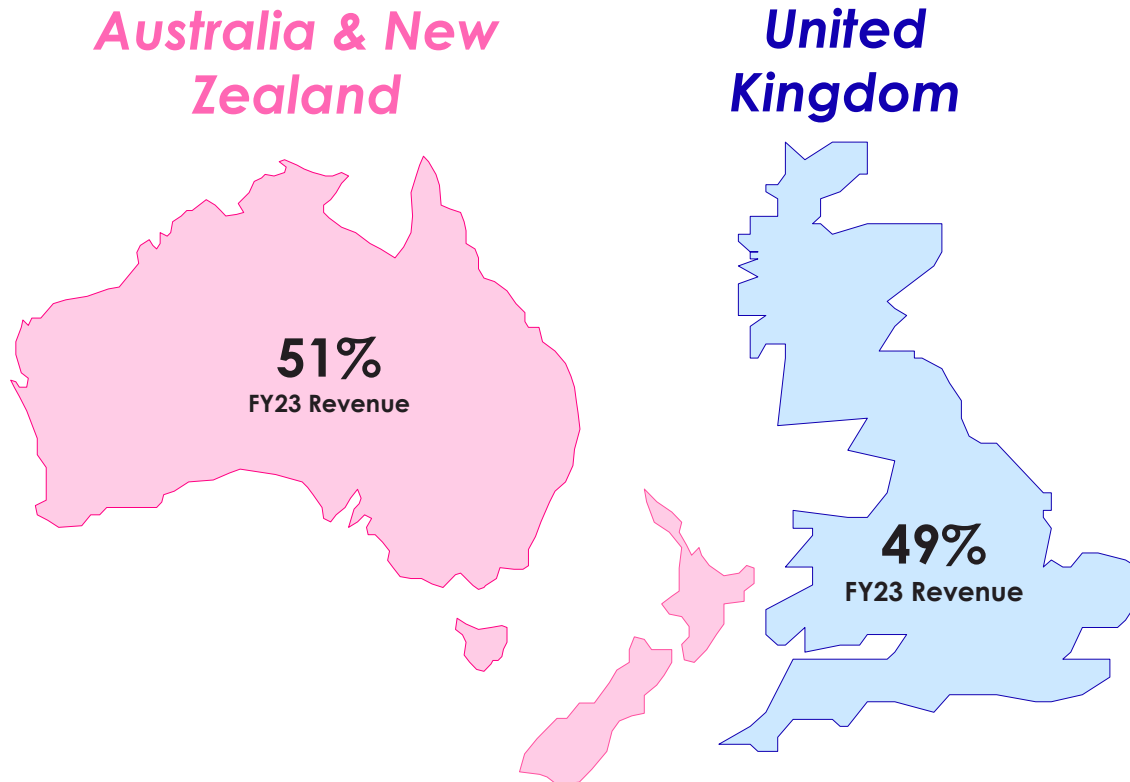 Australia & New
Zealand
51%
FY23 Revenue
United
Kingdom
49%
FY23 Revenue